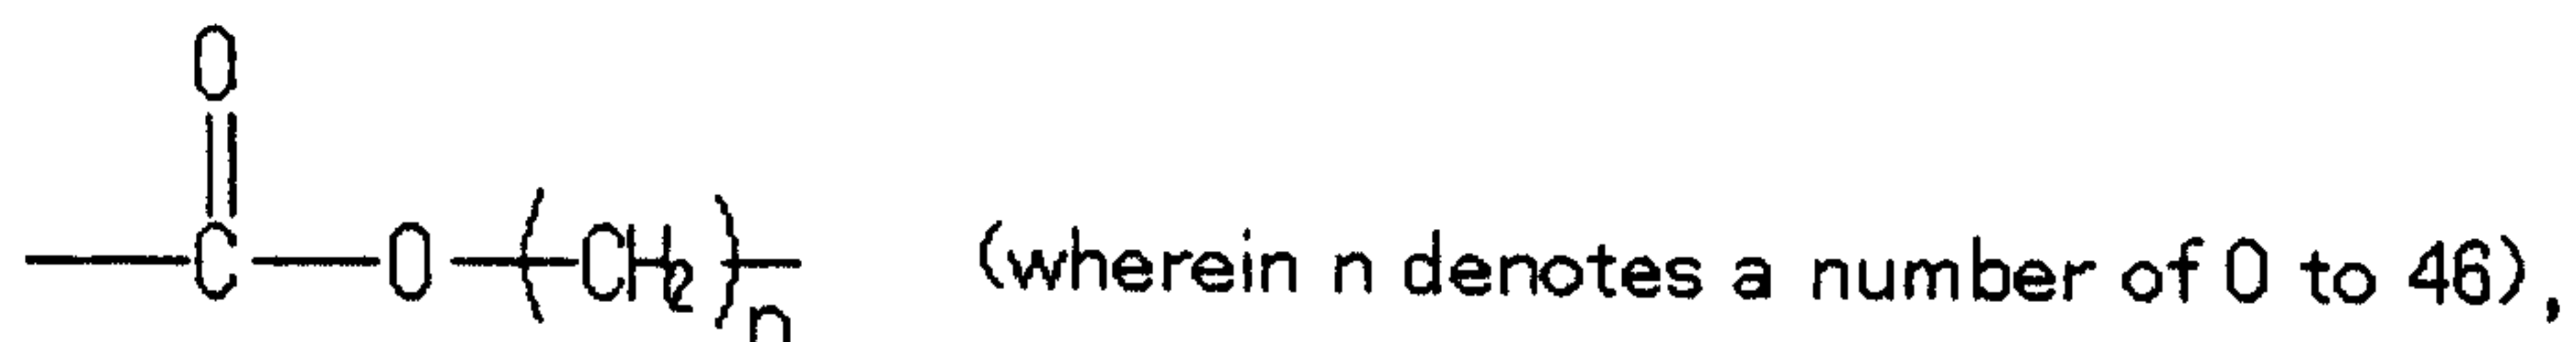 O
C O (CH2)n (wherein n denotes a number of 0 to 46),